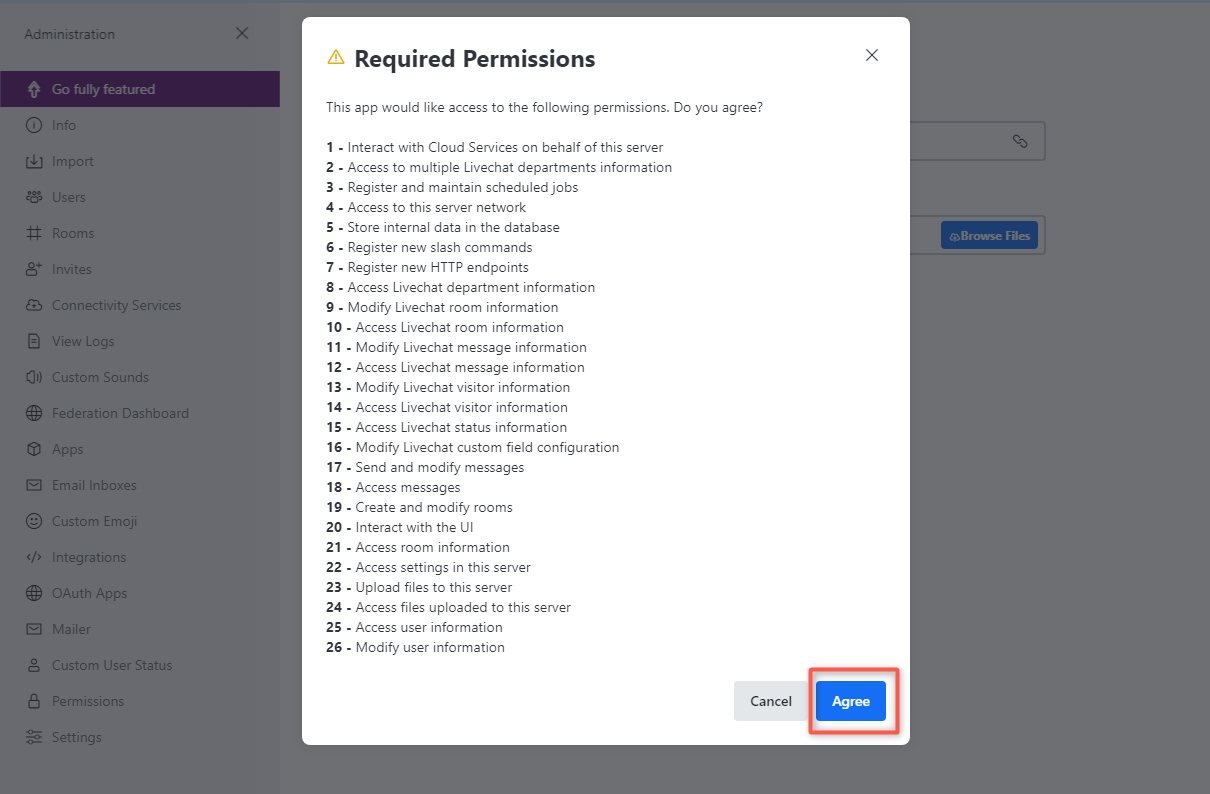 Administration
Go fully featured
Info
Import
Users
Rooms
Invites
Connectivity Services
View Logs
Custom Sounds
Federation Dashboard
Apps
Email Inboxes
Custom Emoji
Integrations
OAuth Apps
Mailer
Custom User Status
Permissions
Settings
Required Permissions
This app would like access to the following permissions. Do you agree?
1 - Interact with Cloud Services on behalf of this server
2 - Access to multiple Livechat departments information
3 - Register and maintain scheduled jobs
4 - Access to this server network
5 - Store internal data in the database
6 - Register new slash commands
7 - Register new HTTP endpoints
8 - Access Livechat department information
9 - Modify Livechat room information
10 - Access Livechat room information
11 - Modify Livechat message information
12 - Access Livechat message information
13 - Modify Livechat visitor information
14 - Access Livechat visitor information
15 - Access Livechat status information
16 - Modify Livechat custom field configuration
17 - Send and modify messages
18 - Access messages
19 - Create and modify rooms
20 - Interact with the UI
21 - Access room information
22 - Access settings in this server
23 - Upload files to this server
24 - Access files uploaded to this server
25 - Access user information
26 - Modify user information
Cancel
Agree
Browse Files